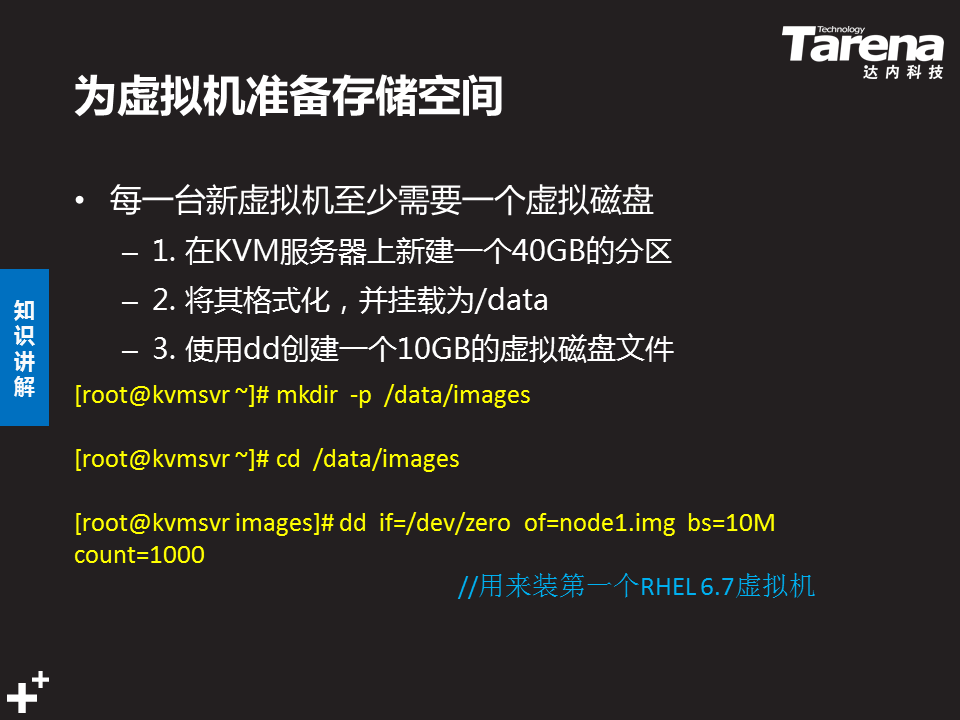 Technology
Tarena
达内科技
为虚拟机准备存储空间
• 每一台新虚拟机至少需要一个虚拟磁盘
– 1. 在KVM服务器上新建一个40GB的分区
– 2. 将其格式化，并挂载为/data
– 3. 使用dd创建一个10GB的虚拟磁盘文件
知识讲解
[root@kvmsvr ~]# mkdir -p /data/images
[root@kvmsvr ~]# cd /data/images
[root@kvmsvr images]# dd if=/dev/zero of=node1.img bs=10M
count=1000
//用来装第一个RHEL 6.7虚拟机